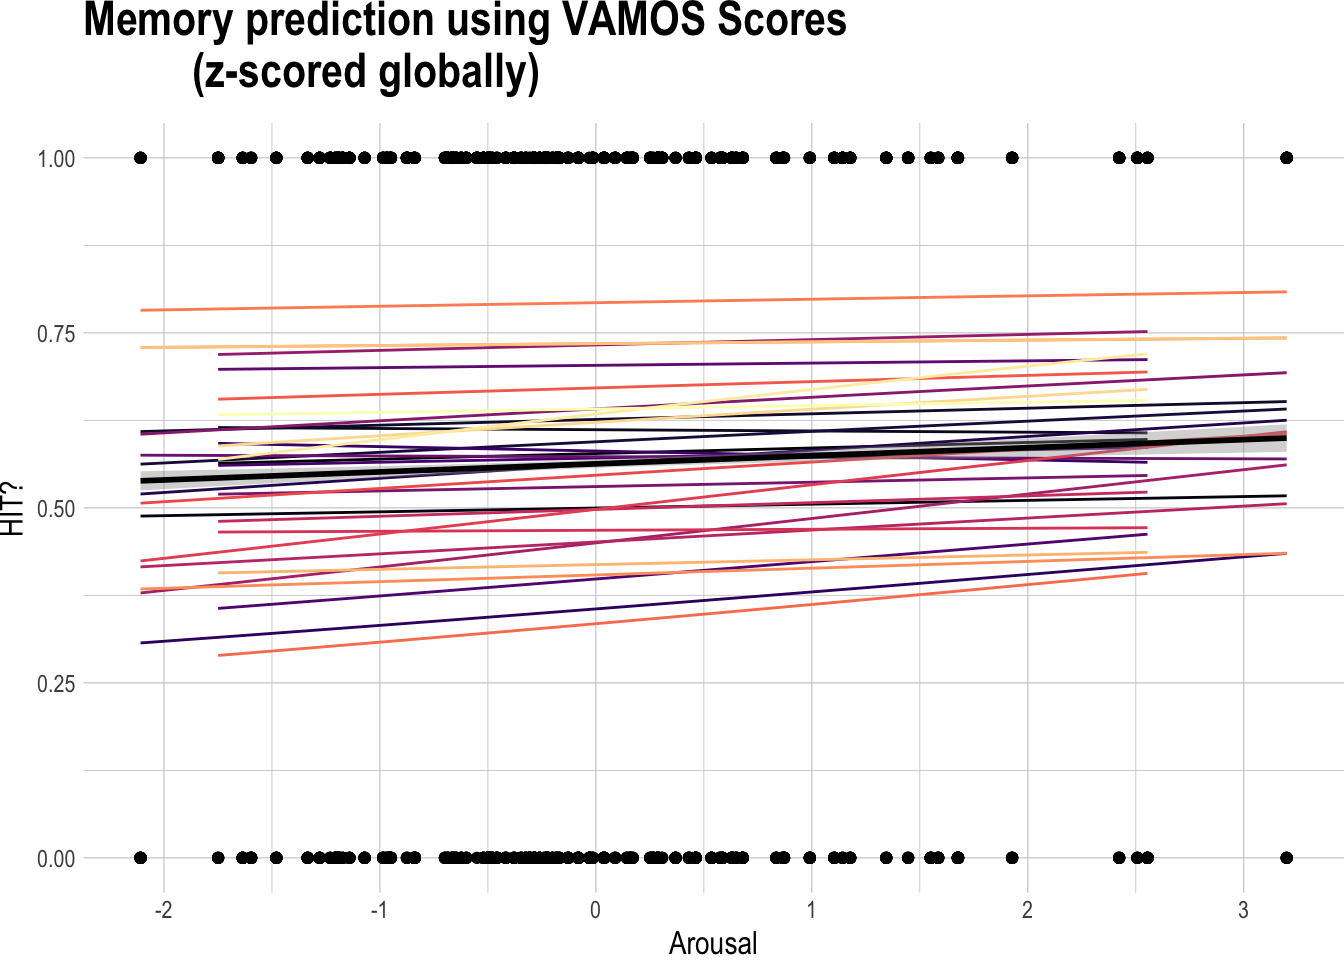 Memory prediction using VAMOS Scores
(z-scored globally)
1.00
0.75
0.50
0.25
0.00
HIT?
-2 -1 0 1 2 3
Arousal